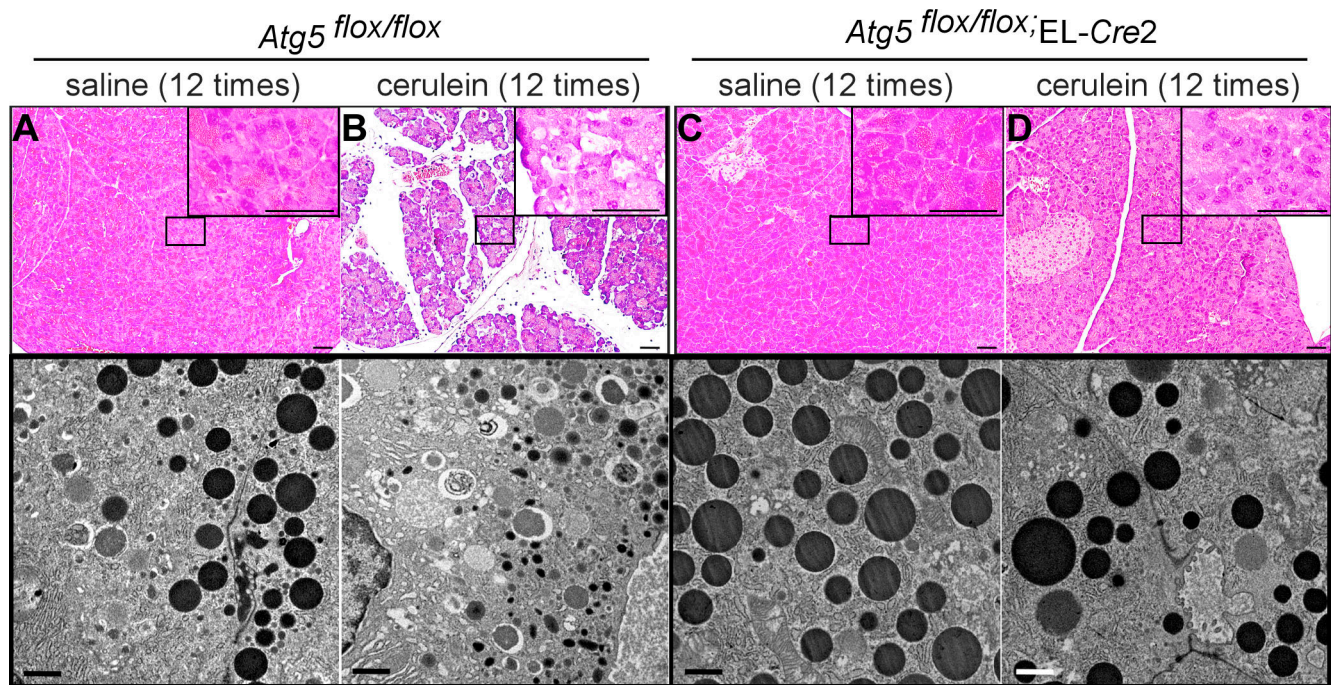 Atg5 flox/flox
Atg5 flox/flox;EL-Cre2
saline (12 times)
cerulein (12 times)
saline (12 times)
cerulein (12 times)
A
B
C
D